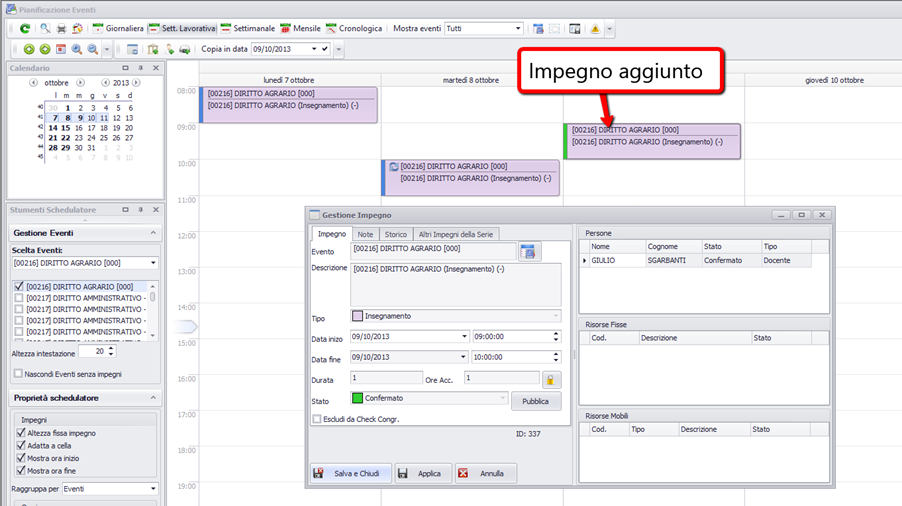 Pianificazione Eventi
Giornaliera Sett. Lavorativa Settimanale Mensile Cronologica Mostra eventi Tutti
Copia in data 09/10/2013
Impegno aggiunto
Calendario
ottobre 2013
l m m g v s d
40 30 1 2 3 4 5 6
41 7 8 9 10 11 12 13
42 14 15 16 17 18 19 20
43 21 22 23 24 25 26 27
44 28 29 30 31 1 2 3
45 4 5 6 7 8 9 10
Stumenti Schedulatore
Gestione Eventi
Scelta Eventi:
[00216] DIRITTO AGRARIO [000]
[00216] DIRITTO AGRARIO [000]
[00217] DIRITTO AMMINISTRATIVO -
[00217] DIRITTO AMMINISTRATIVO -
[00217] DIRITTO AMMINISTRATIVO -
[00217] DIRITTO AMMINISTRATIVO -
Altezza intestazione 20
Nascondi Eventi senza impegni
Proprietà schedulatore
Impegni
Altezza fissa impegno
Adatta a cella
Mostra ora inizio
Mostra ora fine
Raggruppa per Eventi
lunedì 7 ottobre martedì 8 ottobre giovedì 10 ottobre
08:00
09:00
10:00
11:00
12:00
13:00
14:00
15:00
16:00
17:00
18:00
19:00
[00216] DIRITTO AGRARIO [000]
[00216] DIRITTO AGRARIO (Insegnamento) (-)
[00216] DIRITTO AGRARIO [000]
[00216] DIRITTO AGRARIO (Insegnamento) (-)
[00216] DIRITTO AGRARIO [000]
[00216] DIRITTO AGRARIO (Insegnamento) (-)
Gestione Impegno
Impegno Note Storico Altri Impegni della Serie
Evento [00216] DIRITTO AGRARIO [000]
Descrizione [00216] DIRITTO AGRARIO (Insegnamento) (-)
Tipo Insegnamento
Data inizo 09/10/2013 09:00:00
Data fine 09/10/2013 10:00:00
Durata 1 Ore Acc. 1
Stato Confermato Pubblica
Escludi da Check Congr.
ID: 337
Salva e Chiudi Applica Annulla
Persone
Nome Cognome Stato Tipo
GIULIO SGARBANTI Confermato Docente
Risorse Fisse
Cod. Descrizione Stato
Risorse Mobili
Cod. Tipo Descrizione Stato